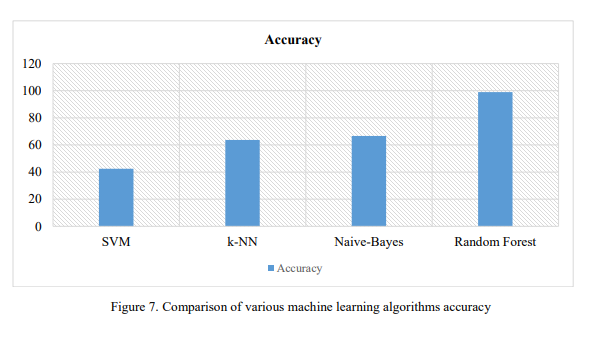 Accuracy
120
100
80
60
40
20
0
SVM k-NN Naive-Bayes Random Forest
Accuracy
Figure 7. Comparison of various machine learning algorithms accuracy